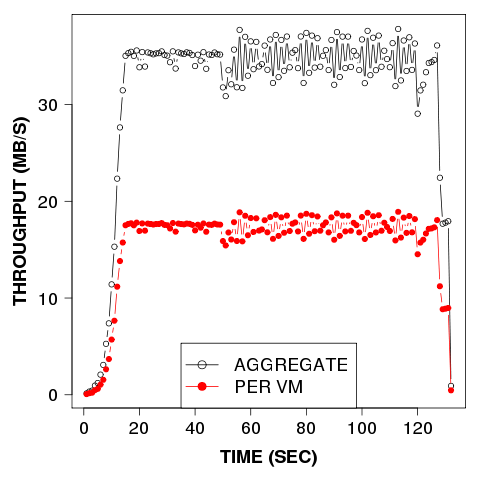 THROUGHPUT (MB/S)
30
20
10
0
AGGREGATE
PER VM
0 20 40 60 80 100 120
TIME (SEC)